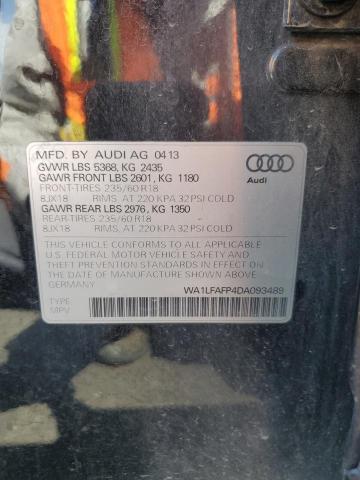 MFD. BY AUDI AG 04 13
GVWR LBS 5368, KG 2435
GAWR FRONT LBS 2601, KG 1180
FRONT-TIRES 235/60 R18
8JX18 RIMS, AT 220 KPA 32 PSI COLD
GAWR REAR LBS 2976, KG 1350
REAR-TIRES 235/60 R18
8JX18 RIMS, AT 220 KPA 32 PSI COLD
Audi
THIS VEHICLE CONFORMS TO ALL APPLICABLE
U.S. FEDERAL MOTOR VEHICLE SAFETY AND
THEFT PREVENTION STANDARDS IN EFFECT ON THE
DATE OF MANUFACTURE SHOWN ABOVE
GERMANY WA1LFAFP4DA093489
TYPE:
MPV